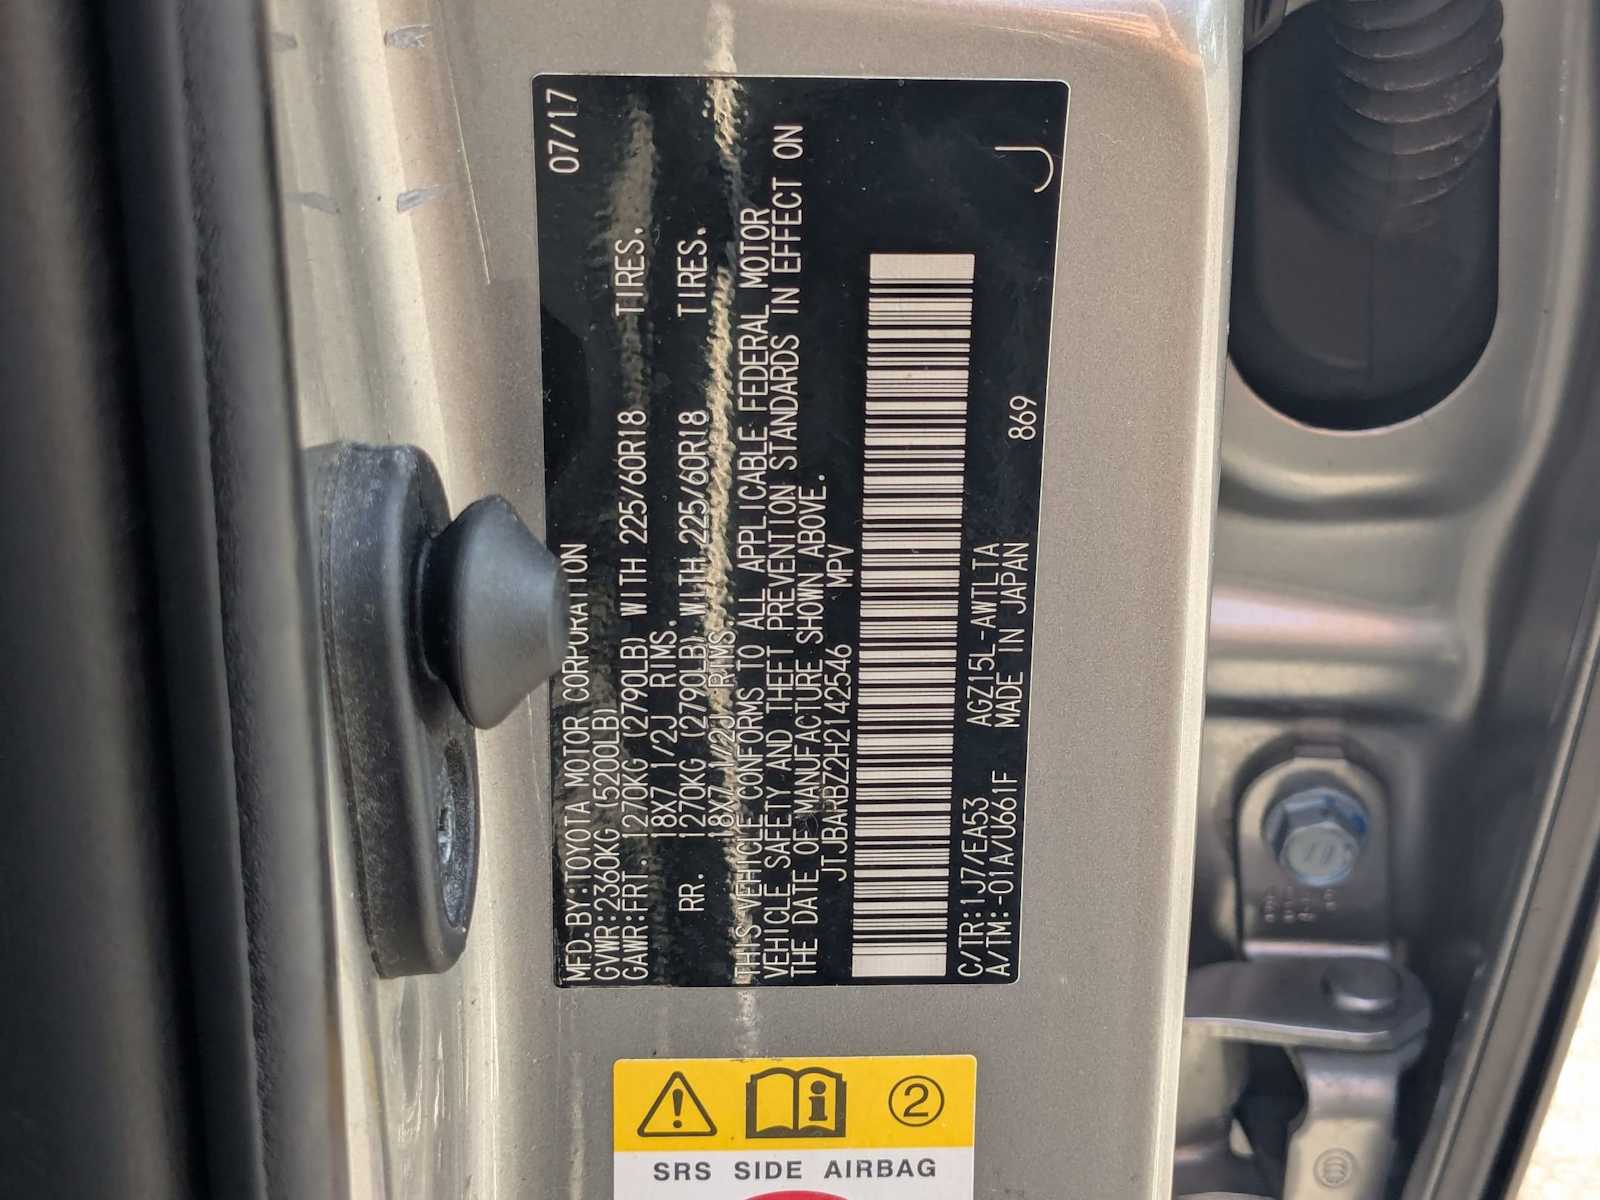 MFD.BY:TOYOTA MOTOR CORPORATION 07/17
GVWR:2360KG (5200LB)
GAWR:FRT. 1270KG (2790LB) WITH 225/60R18 TIRES.
18X7 1/2J RIMS.
RR. 1270KG (2790LB) WITH 225/60R18 TIRES.
18X7 1/2J RIMS.
THIS VEHICLE CONFORMS TO ALL APPLICABLE FEDERAL MOTOR
VEHICLE SAFETY AND THEFT PREVENTION STANDARDS IN EFFECT ON
THE DATE OF MANUFACTURE SHOWN ABOVE.
JTJBARBZ2H2142546 MPV
C/TR:1J7/EA53 AGZ15L-AWTLTA
A/TM:-01A/U661F MADE IN JAPAN 869 J
2
SRS SIDE AIRBAG